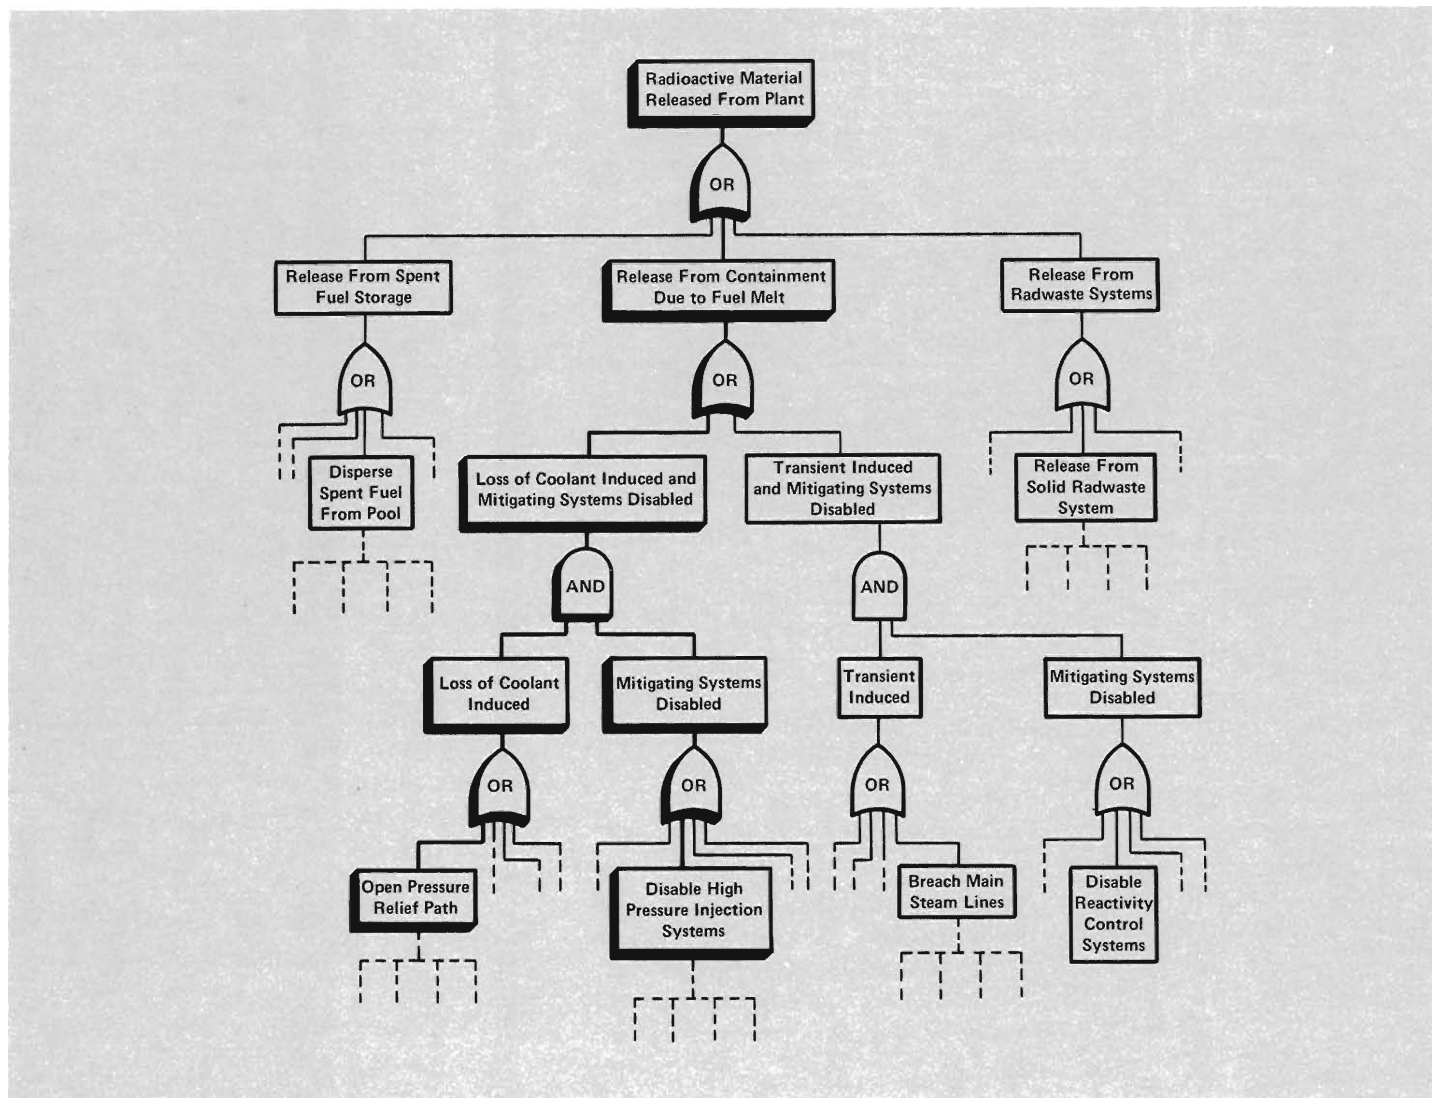 Radioactive Material
Released From Plant
OR
Release From Spent
Fuel Storage
Release From Containment
Due to Fuel Melt
Release From
Radwaste Systems
OR
OR
OR
Disperse
Spent Fuel
From Pool
Loss of Coolant Induced and
Mitigating Systems Disabled
Transient Induced
and Mitigating Systems
Disabled
Release From
Solid Radwaste
System
AND
AND
Loss of Coolant
Induced
Mitigating Systems
Disabled
Transient
Induced
Mitigating Systems
Disabled
OR
OR
OR
OR
Open Pressure
Relief Path
Disable High
Pressure Injection
Systems
Breach Main
Steam Lines
Disable
Reactivity
Control
Systems